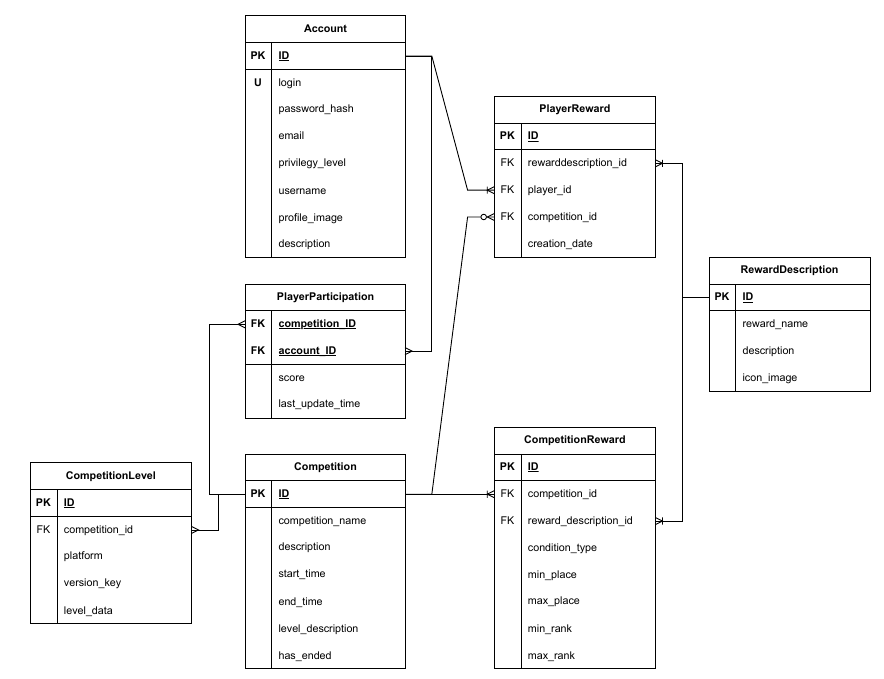 Account
PK ID
U login
password_hash
email
privilegy_level
username
profile_image
description
PlayerReward
PK ID
FK rewarddescription_id
FK player_id
FK competition_id
creation_date
PlayerParticipation
FK competition_ID
FK account_ID
score
last_update_time
RewardDescription
PK ID
reward_name
description
icon_image
CompetitionLevel
PK ID
FK competition_id
platform
version_key
level_data
Competition
PK ID
competition_name
description
start_time
end_time
level_description
has_ended
CompetitionReward
PK ID
FK competition_id
FK reward_description_id
condition_type
min_place
max_place
min_rank
max_rank